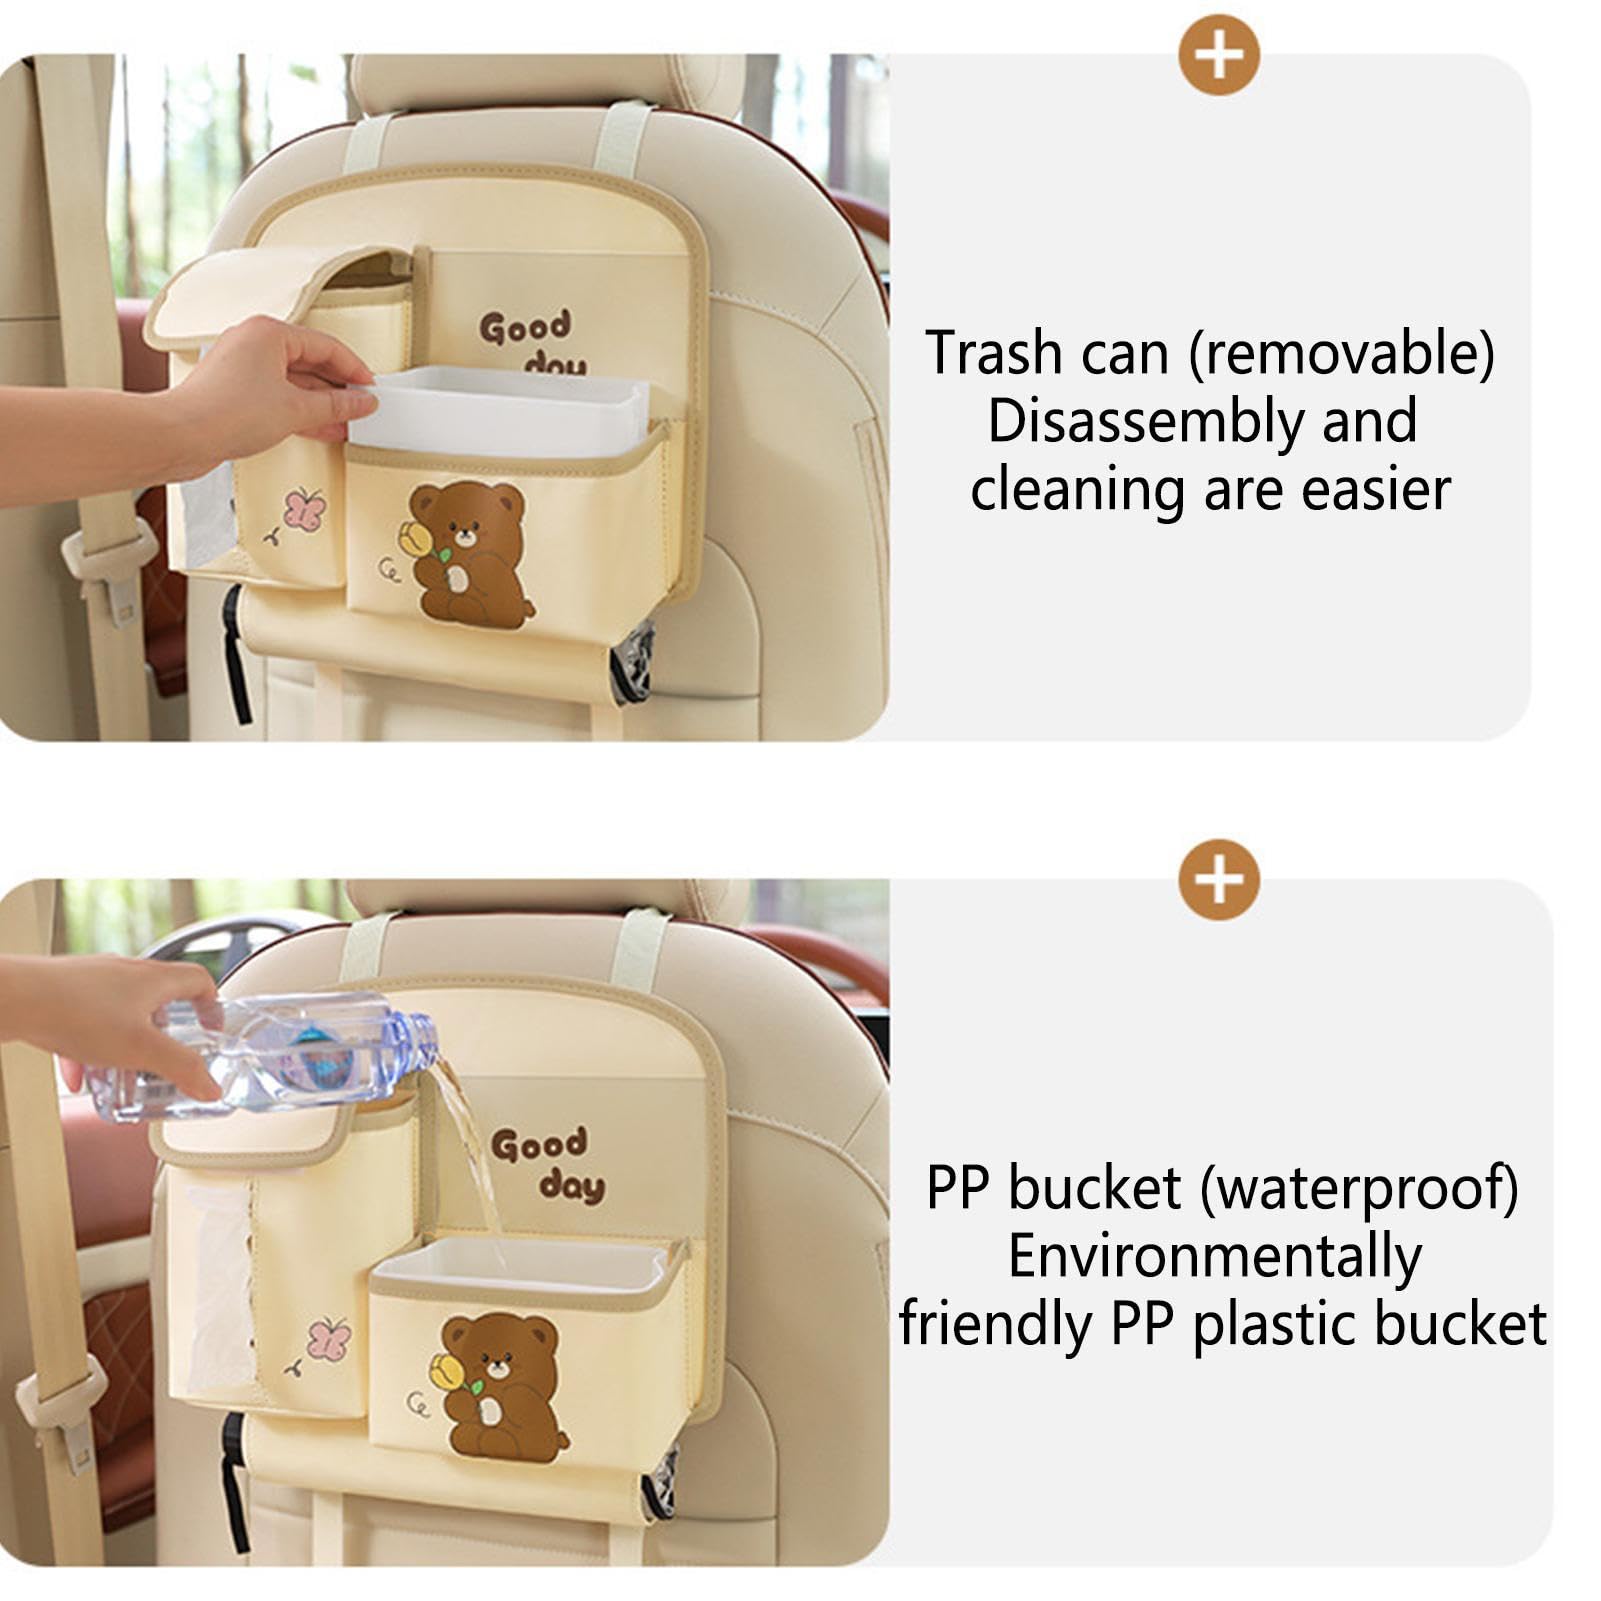 Good
day
Trash can (removable)
Disassembly and
cleaning are easier
Good
day
PP bucket (waterproof)
Environmentally
friendly PP plastic bucket